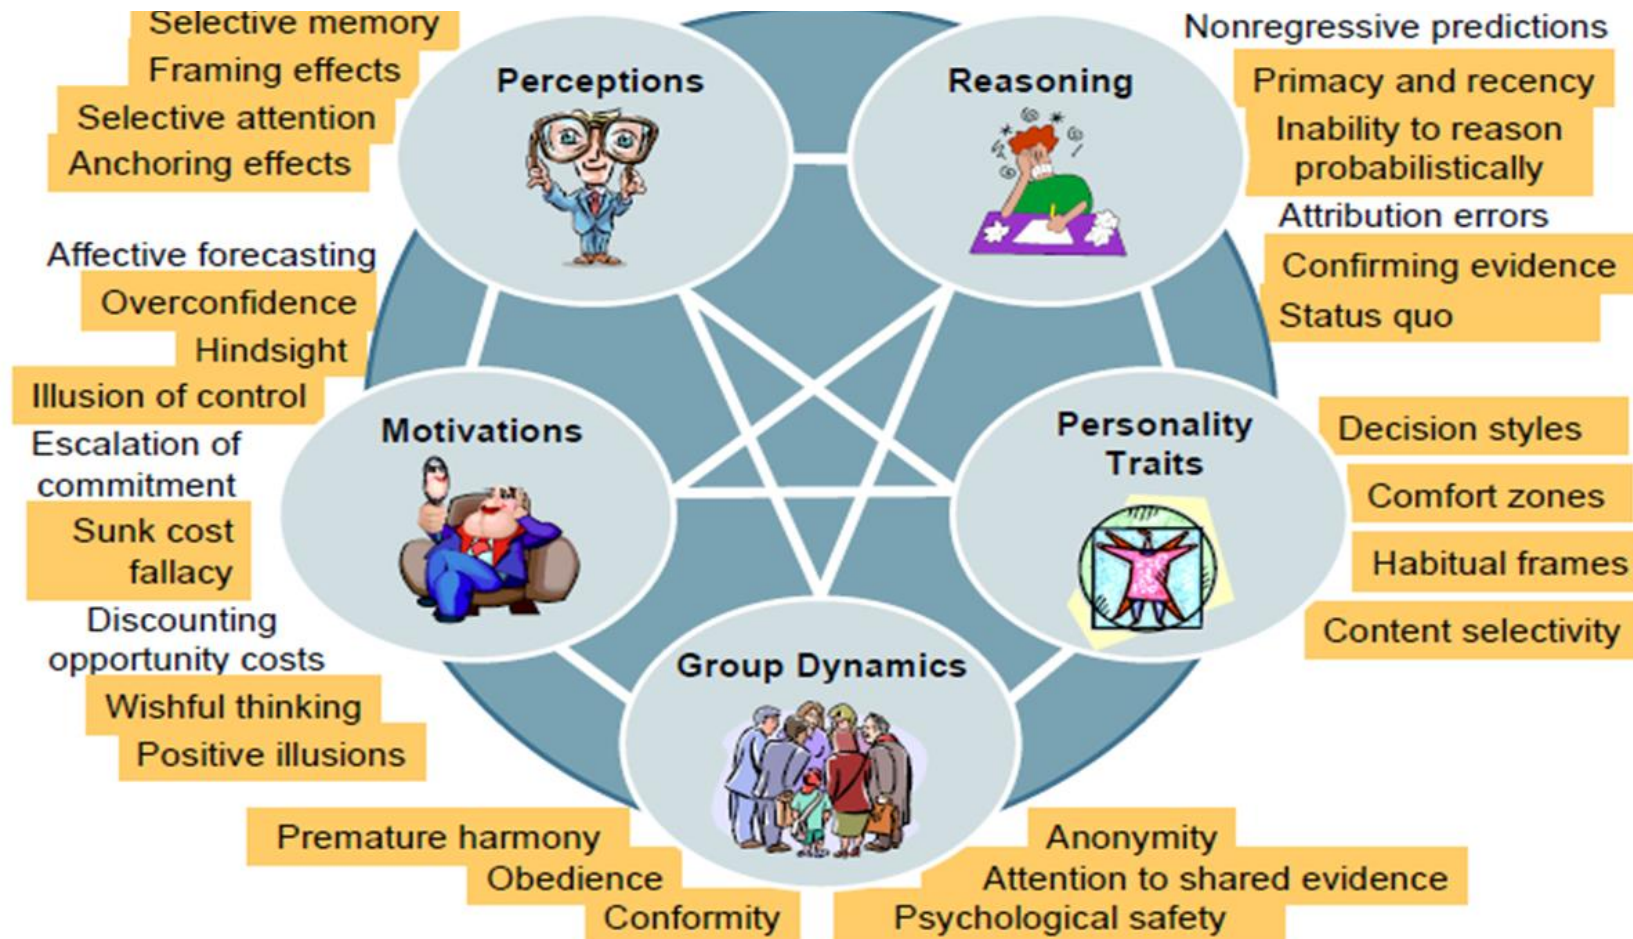 Selective memory
Framing effects
Selective attention
Anchoring effects
Perceptions
Reasoning
Nonregressive predictions
Primacy and recency
Inability to reason
probabilistically
Attribution errors
Confirming evidence
Status quo
Affective forecasting
Overconfidence
Hindsight
Illusion of control
Escalation of
commitment
Sunk cost
fallacy
Discounting
opportunity costs
Wishful thinking
Positive illusions
Motivations
Personality
Traits
Decision styles
Comfort zones
Habitual frames
Content selectivity
Group Dynamics
Premature harmony
Obedience
Conformity
Anonymity
Attention to shared evidence
Psychological safety